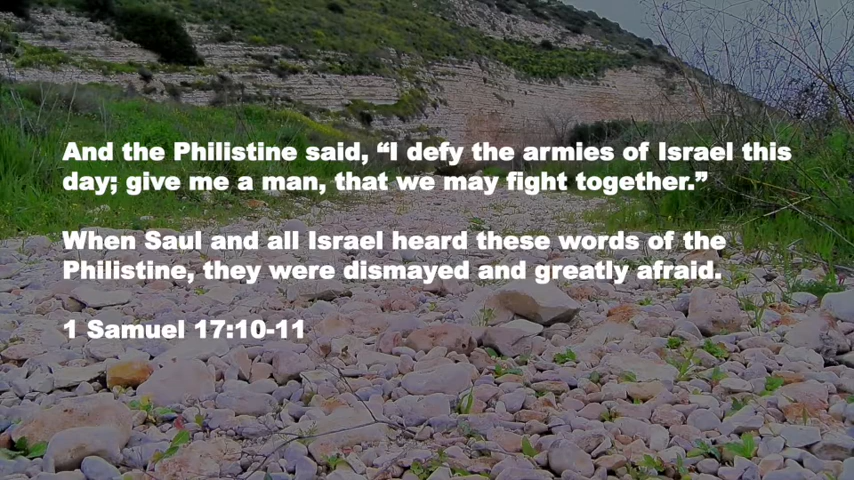 And the Philistine said, “I defy the armies of Israel this
day; give me a man, that we may fight together.”
When Saul and all Israel heard these words of the
Philistine, they were dismayed and greatly afraid.
1 Samuel 17:10-11